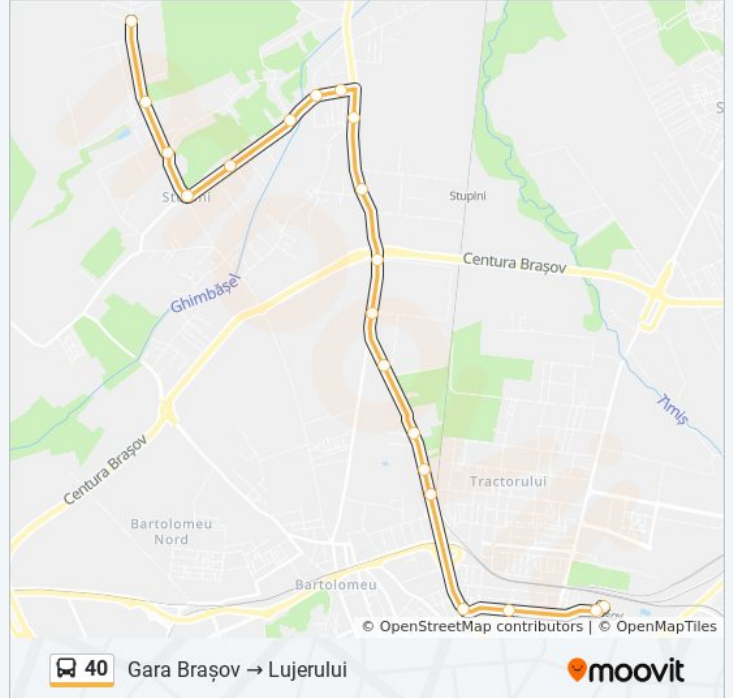 Stupini
Centura Brașov
Ghimbășel
Timiș
Centura Brașov
Tractorului
Bartolomeu
Nord
Bartolomeu
© OpenStreetMap contributors | © OpenMapTiles
40 Gara Brașov → Lujerului moovit